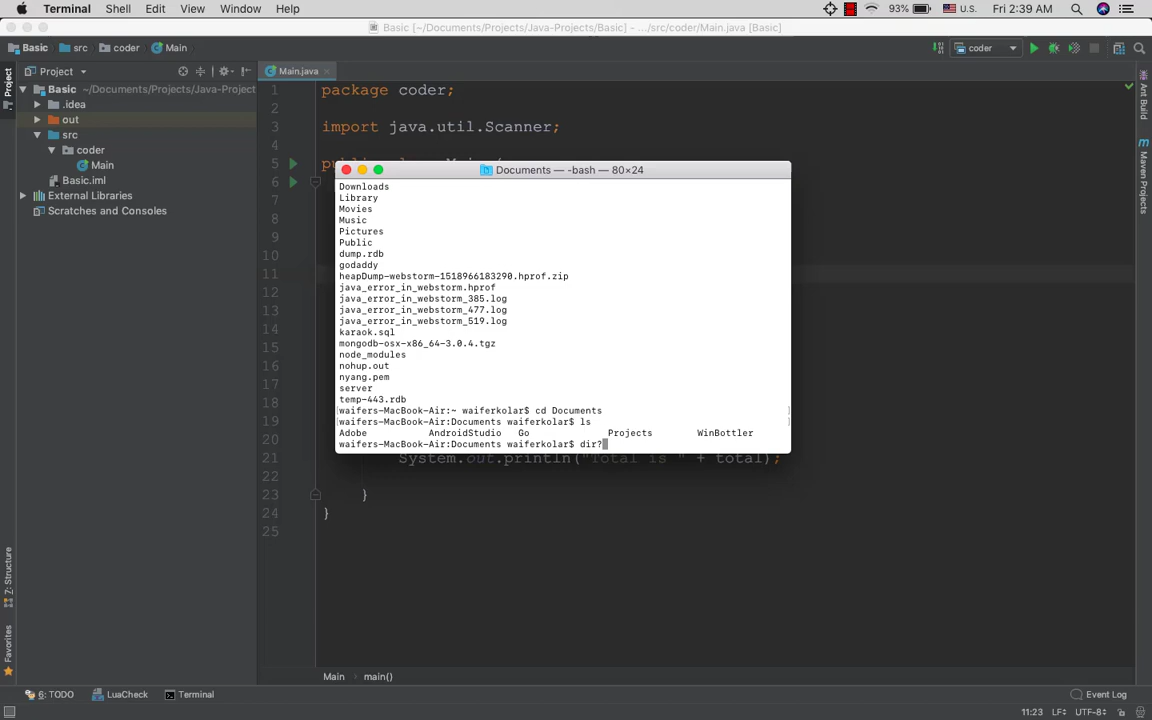 Terminal Shell Edit View Window Help 93% U.S. Fri 2:39 AM
Basic [~/Documents/Projects/Java-Projects/Basic] - .../src/coder/Main.java [Basic]
Basic src coder Main coder
Project
Main.java
Basic ~/Documents/Projects/Java-Project
.idea
out
src
coder
Main
Basic.iml
External Libraries
Scratches and Consoles
Project
Z: Structure
Favorites
Ant Build
Maven Projects
1 package coder;
2
3 import java.util.Scanner;
4
5
6
7
8
9
10
11
12
13
14
15
16
17
18
19
20
21 System.out.println("Total is " + total);
22
23 }
24 }
25
Documents — -bash — 80×24
Downloads
Library
Movies
Music
Pictures
Public
dump.rdb
godaddy
heapDump-webstorm-1518966183290.hprof.zip
java_error_in_webstorm.hprof
java_error_in_webstorm_385.log
java_error_in_webstorm_477.log
java_error_in_webstorm_519.log
karaok.sql
mongodb-osx-x86_64-3.0.4.tgz
node_modules
nohup.out
nyang.pem
server
temp-443.rdb
[waifers-MacBook-Air:~ waiferkolar$ cd Documents ]
[waifers-MacBook-Air:Documents waiferkolar$ ls ]
Adobe AndroidStudio Go Projects WinBottler
waifers-MacBook-Air:Documents waiferkolar$ dir?
Main main()
6: TODO LuaCheck Terminal Event Log
11:23 LF UTF-8